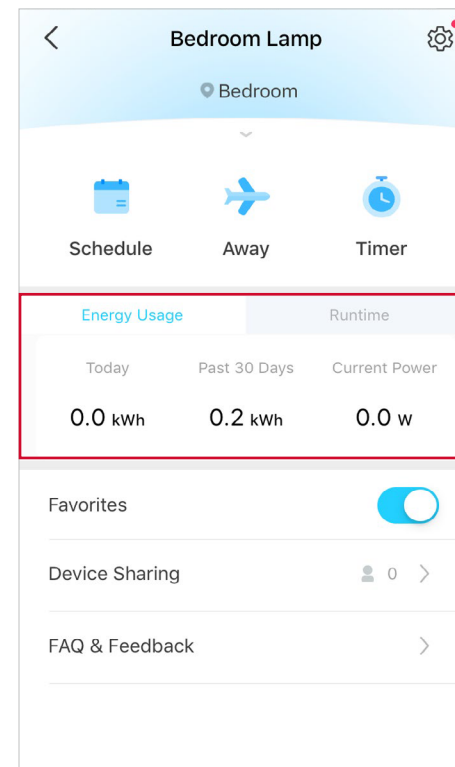 Bedroom Lamp
Bedroom
Schedule Away Timer
Energy Usage Runtime
Today Past 30 Days Current Power
0.0 kWh 0.2 kWh 0.0 W
Favorites
Device Sharing 0
FAQ & Feedback